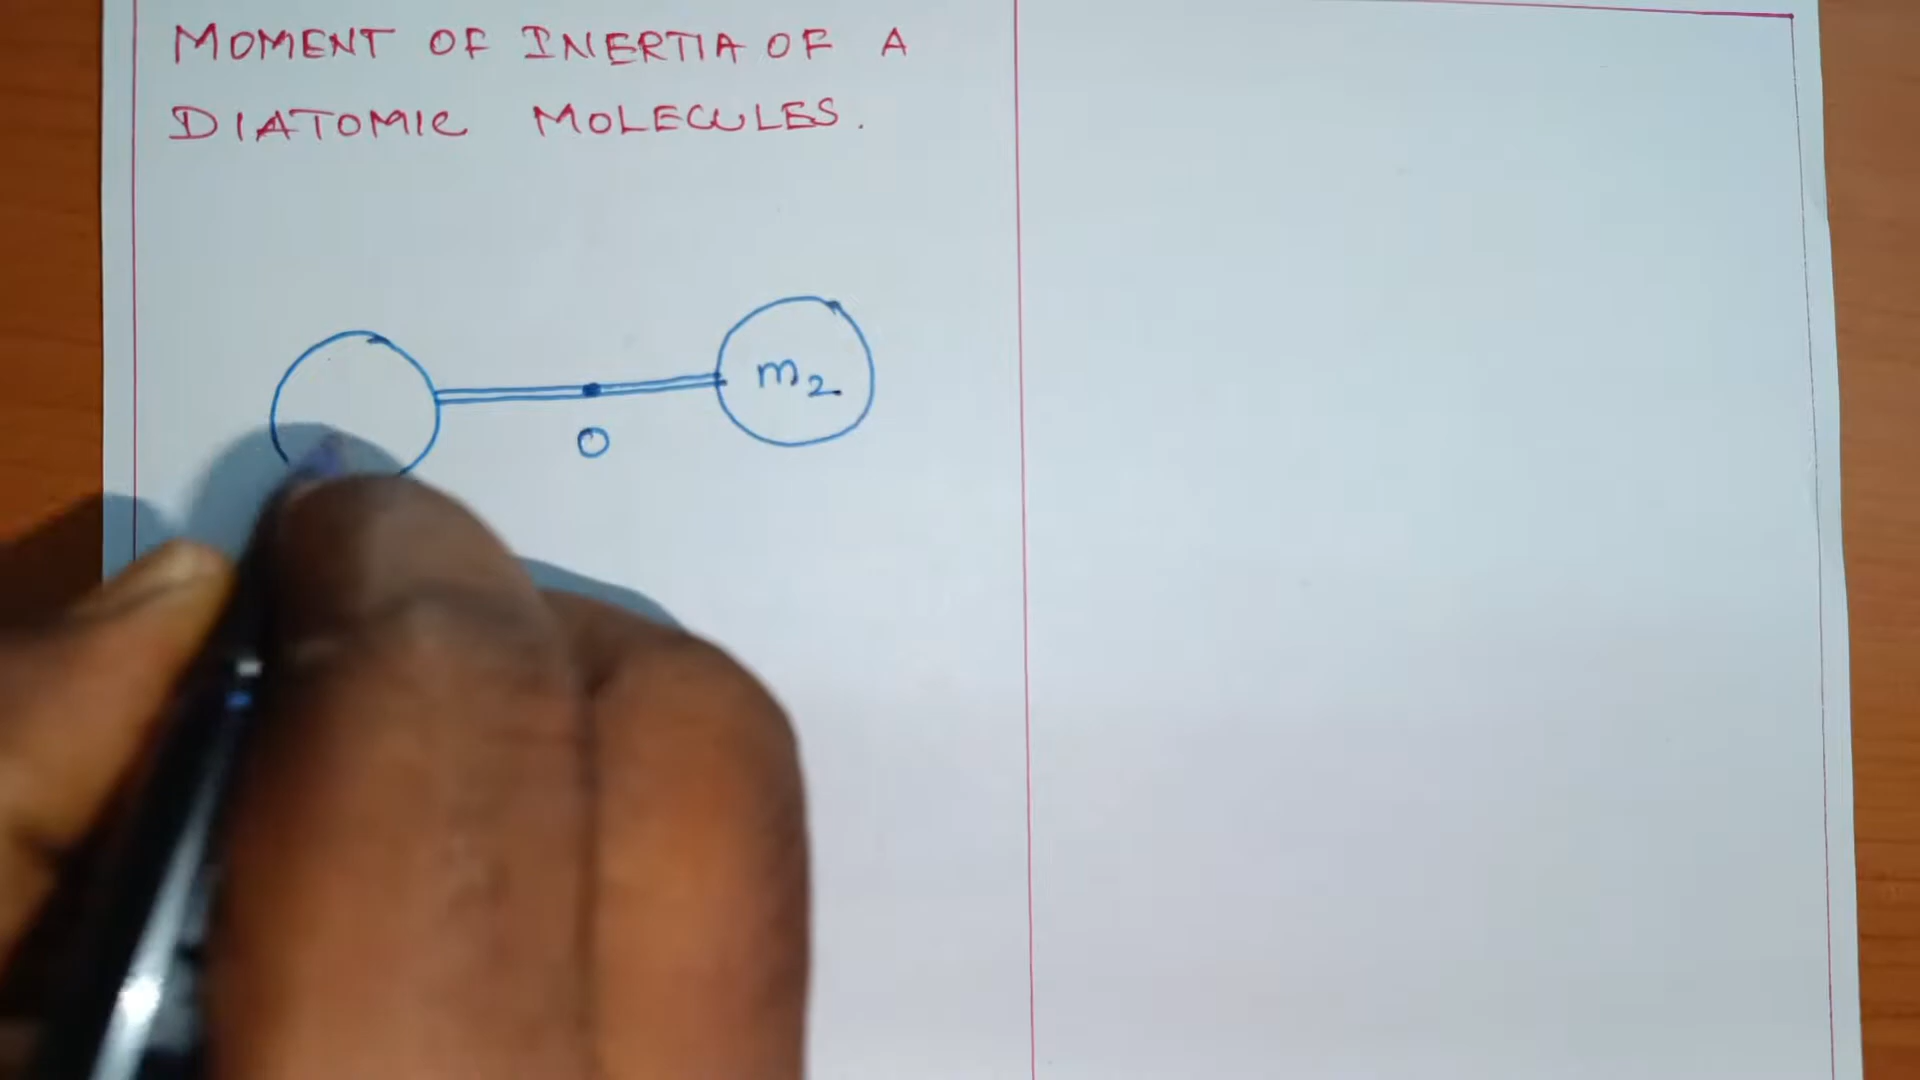 MOMENT OF INERTIA OF A
DIATOMIC MOLECULES.
m2
O